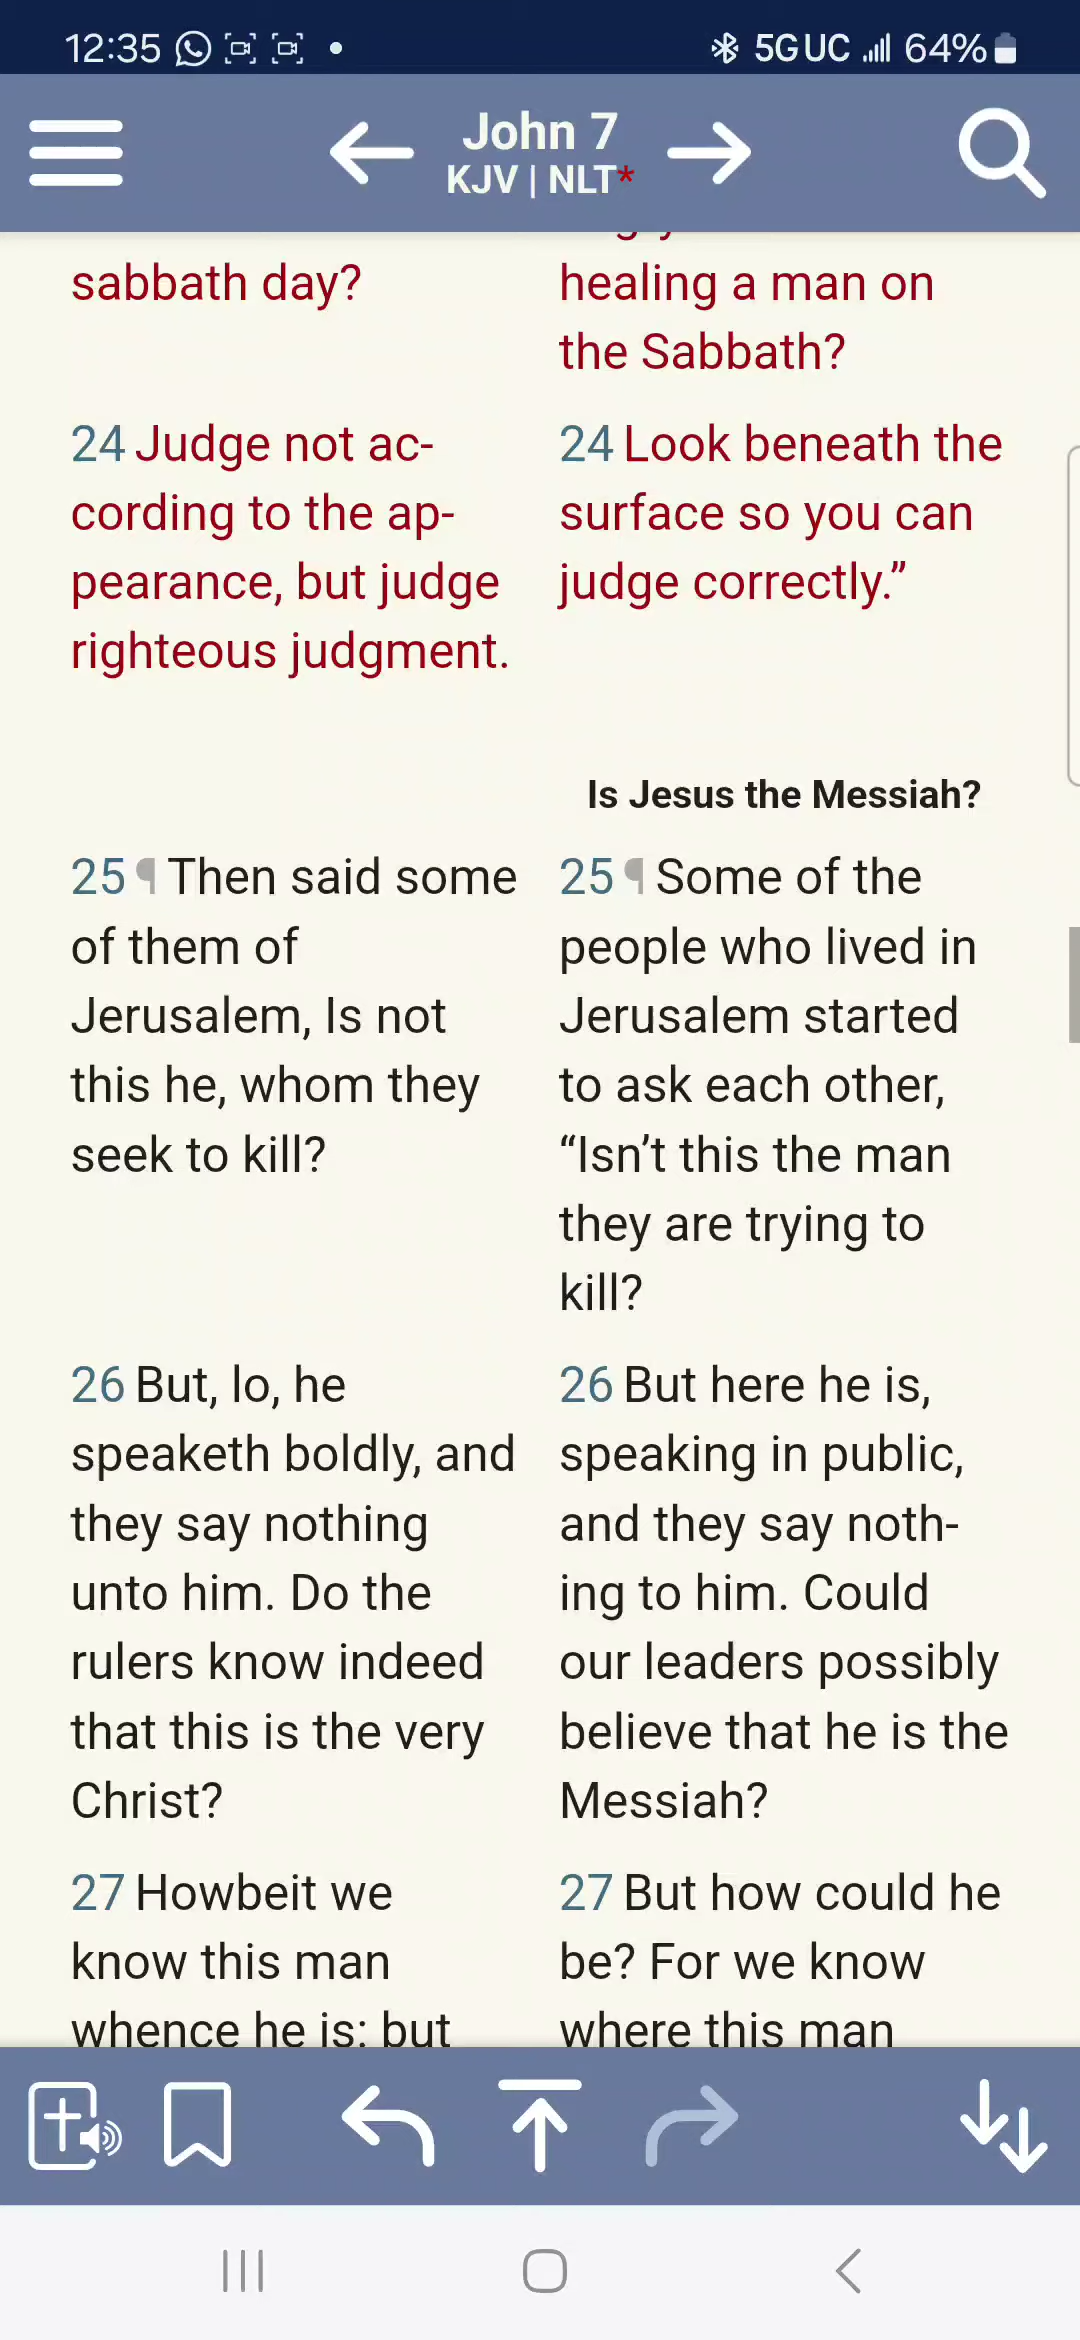 12:35 5G UC 64%
John 7
KJV | NLT*
sabbath day?
24 Judge not ac-
cording to the ap-
pearance, but judge
righteous judgment.
25 ¶ Then said some
of them of
Jerusalem, Is not
this he, whom they
seek to kill?
26 But, lo, he
speaketh boldly, and
they say nothing
unto him. Do the
rulers know indeed
that this is the very
Christ?
27 Howbeit we
know this man
whence he is: but
healing a man on
the Sabbath?
24 Look beneath the
surface so you can
judge correctly.”
Is Jesus the Messiah?
25 ¶ Some of the
people who lived in
Jerusalem started
to ask each other,
“Isn’t this the man
they are trying to
kill?
26 But here he is,
speaking in public,
and they say noth-
ing to him. Could
our leaders possibly
believe that he is the
Messiah?
27 But how could he
be? For we know
where this man